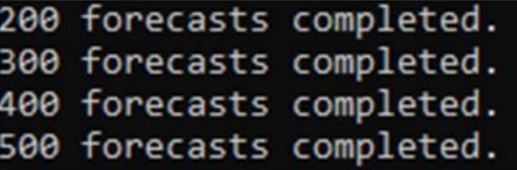 200 forecasts completed.
300 forecasts completed.
400 forecasts completed.
500 forecasts completed.